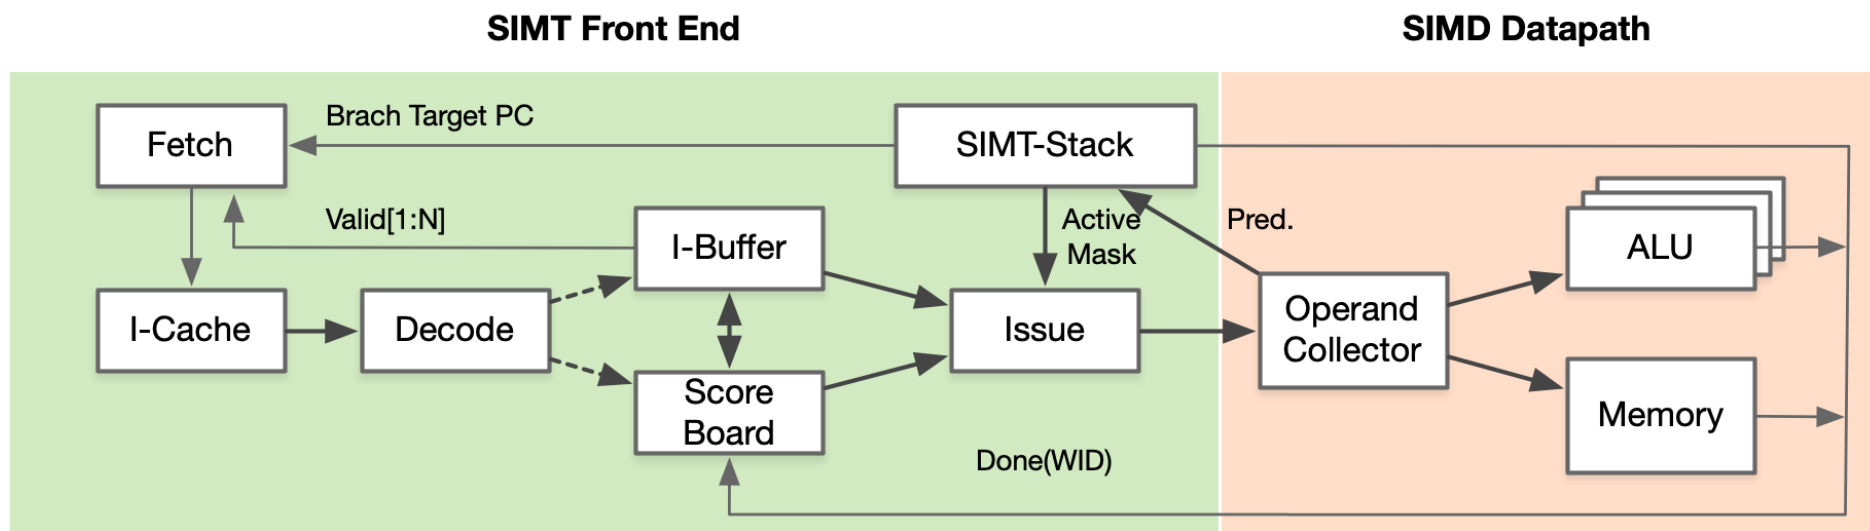 SIMT Front End
SIMD Datapath
Brach Target PC
Fetch
SIMT-Stack
Valid[1:N]
I-Buffer
Active
Mask
Pred.
ALU
I-Cache
Decode
Issue
Operand
Collector
Score
Board
Memory
Done(WID)